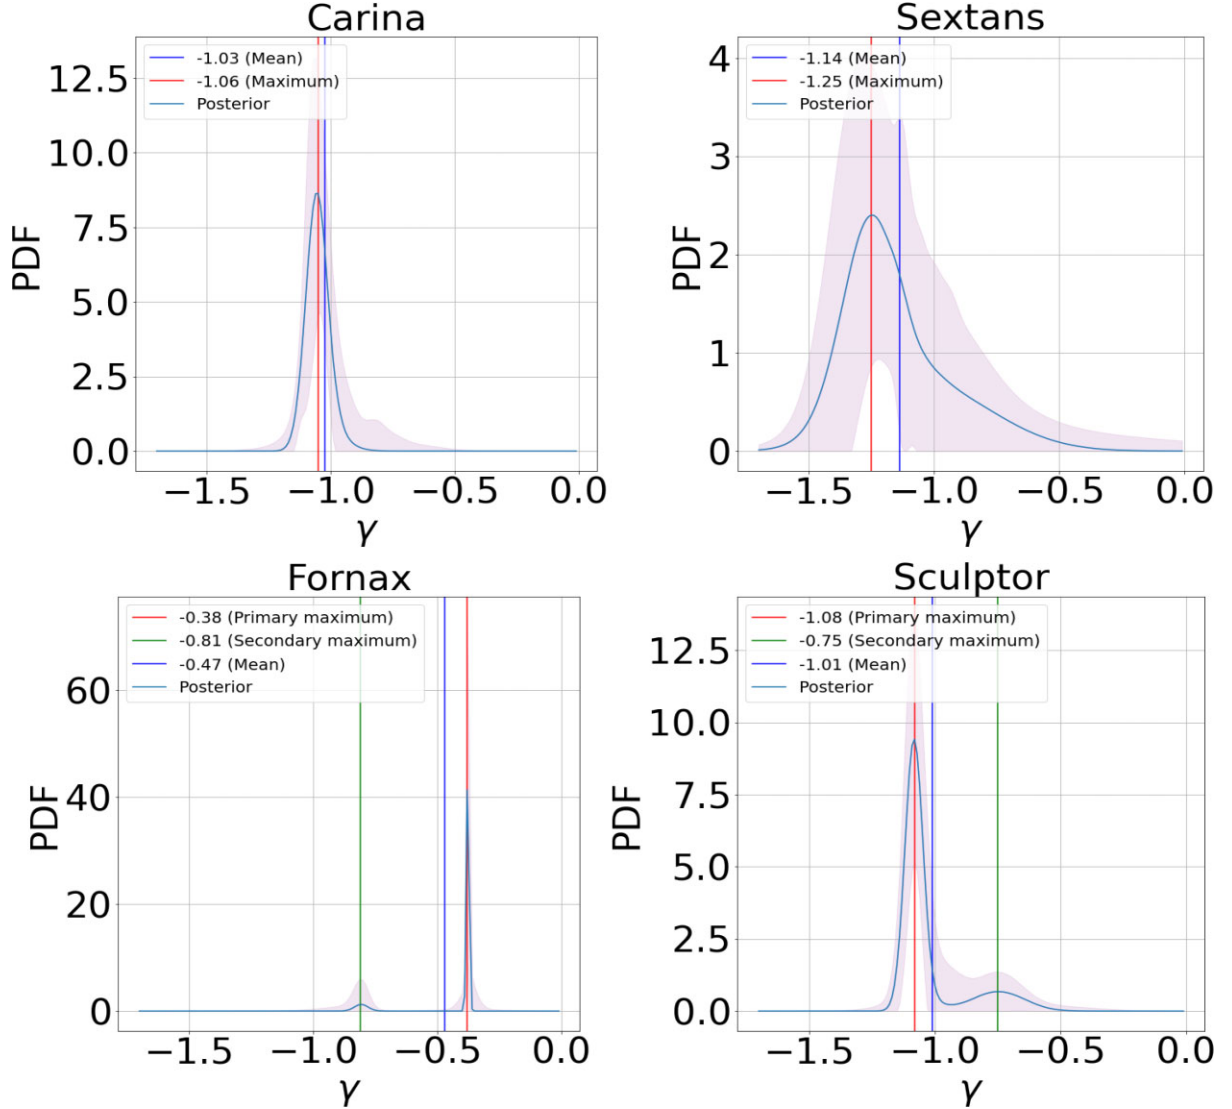 Carina
-1.03 (Mean)
-1.06 (Maximum)
Posterior
12.5
10.0
7.5
5.0
2.5
0.0
PDF
−1.5 −1.0 −0.5 0.0
γ
Sextans
-1.14 (Mean)
-1.25 (Maximum)
Posterior
4
3
2
1
0
PDF
−1.5 −1.0 −0.5 0.0
γ
Fornax
-0.38 (Primary maximum)
-0.81 (Secondary maximum)
-0.47 (Mean)
Posterior
60
40
20
0
PDF
−1.5 −1.0 −0.5 0.0
γ
Sculptor
-1.08 (Primary maximum)
-0.75 (Secondary maximum)
-1.01 (Mean)
Posterior
12.5
10.0
7.5
5.0
2.5
0.0
PDF
−1.5 −1.0 −0.5 0.0
γ